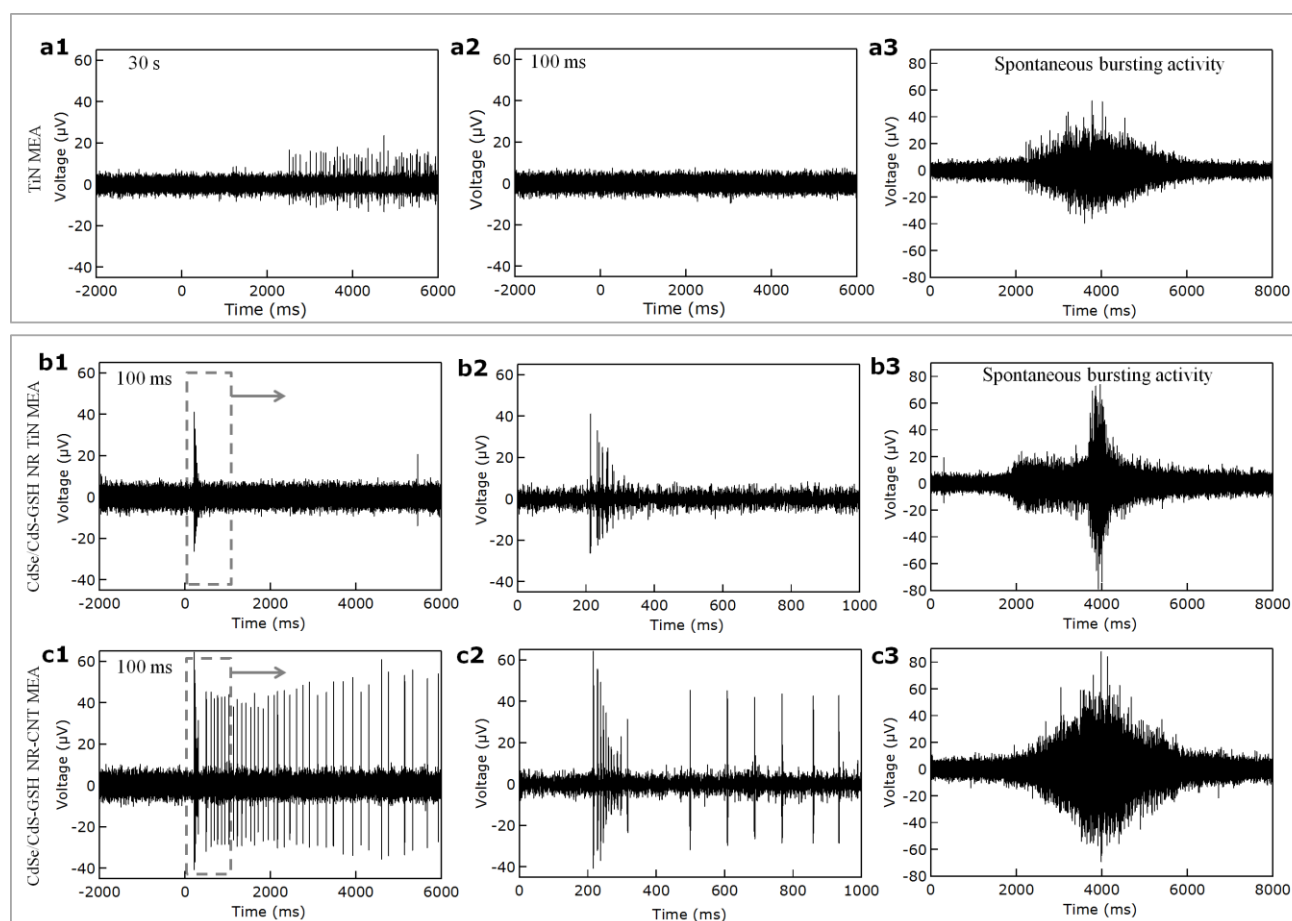 a1
30 s
a2
100 ms
a3
Spontaneous bursting activity
TiN MEA
Voltage (µV)
60
40
20
0
-20
-40
-2000 0 2000 4000 6000
Time (ms)
Voltage (µV)
60
40
20
0
-20
-40
-2000 0 2000 4000 6000
Time (ms)
Voltage (µV)
80
60
40
20
0
-20
-40
-60
-80
0 2000 4000 6000 8000
Time (ms)
b1
100 ms
b2
b3
Spontaneous bursting activity
CdSe/CdS-GSH NR TiN MEA
Voltage (µV)
60
40
20
0
-20
-40
-2000 0 2000 4000 6000
Time (ms)
Voltage (µV)
60
40
20
0
-20
-40
0 200 400 600 800 1000
Time (ms)
Voltage (µV)
80
60
40
20
0
-20
-40
-60
-80
0 2000 4000 6000 8000
Time (ms)
c1
100 ms
c2
c3
CdSe/CdS-GSH NR-CNT MEA
Voltage (µV)
60
40
20
0
-20
-40
-2000 0 2000 4000 6000
Time (ms)
Voltage (µV)
60
40
20
0
-20
-40
0 200 400 600 800 1000
Time (ms)
Voltage (µV)
80
60
40
20
0
-20
-40
-60
-80
0 2000 4000 6000 8000
Time (ms)